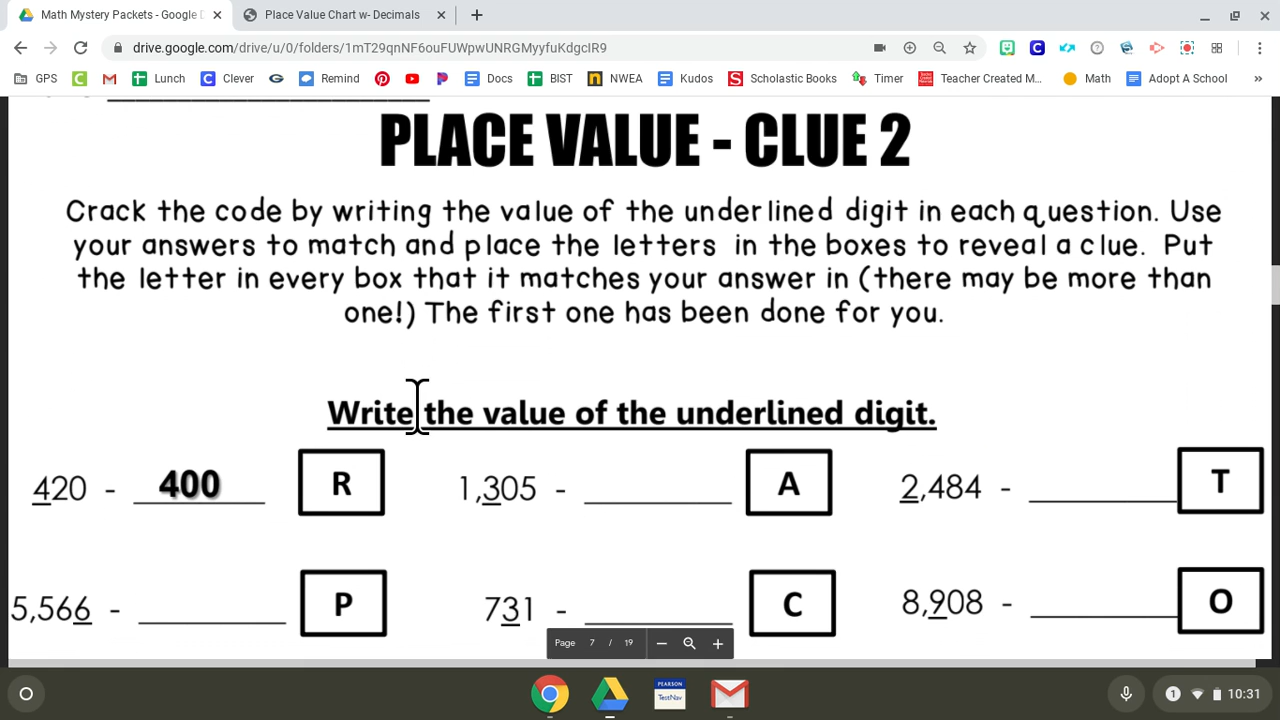 Math Mystery Packets - Google D
Place Value Chart w- Decimals
drive.google.com/drive/u/0/folders/1mT29qnNF6ouFUWpwUNRGMyyfuKdgcIR9
GPS Lunch Clever Remind Docs BIST NWEA Kudos Scholastic Books Timer Teacher Created M... Math Adopt A School »
PLACE VALUE - CLUE 2
Crack the code by writing the value of the underlined digit in each question. Use
your answers to match and place the letters in the boxes to reveal a clue. Put
the letter in every box that it matches your answer in (there may be more than
one!) The first one has been done for you.
Write the value of the underlined digit.
420 - 400 R 1,305 - A 2,484 - T
5,566 - P 731 - C 8,908 - O
Page 7 / 19
PEARSON
TestNav
1 10:31